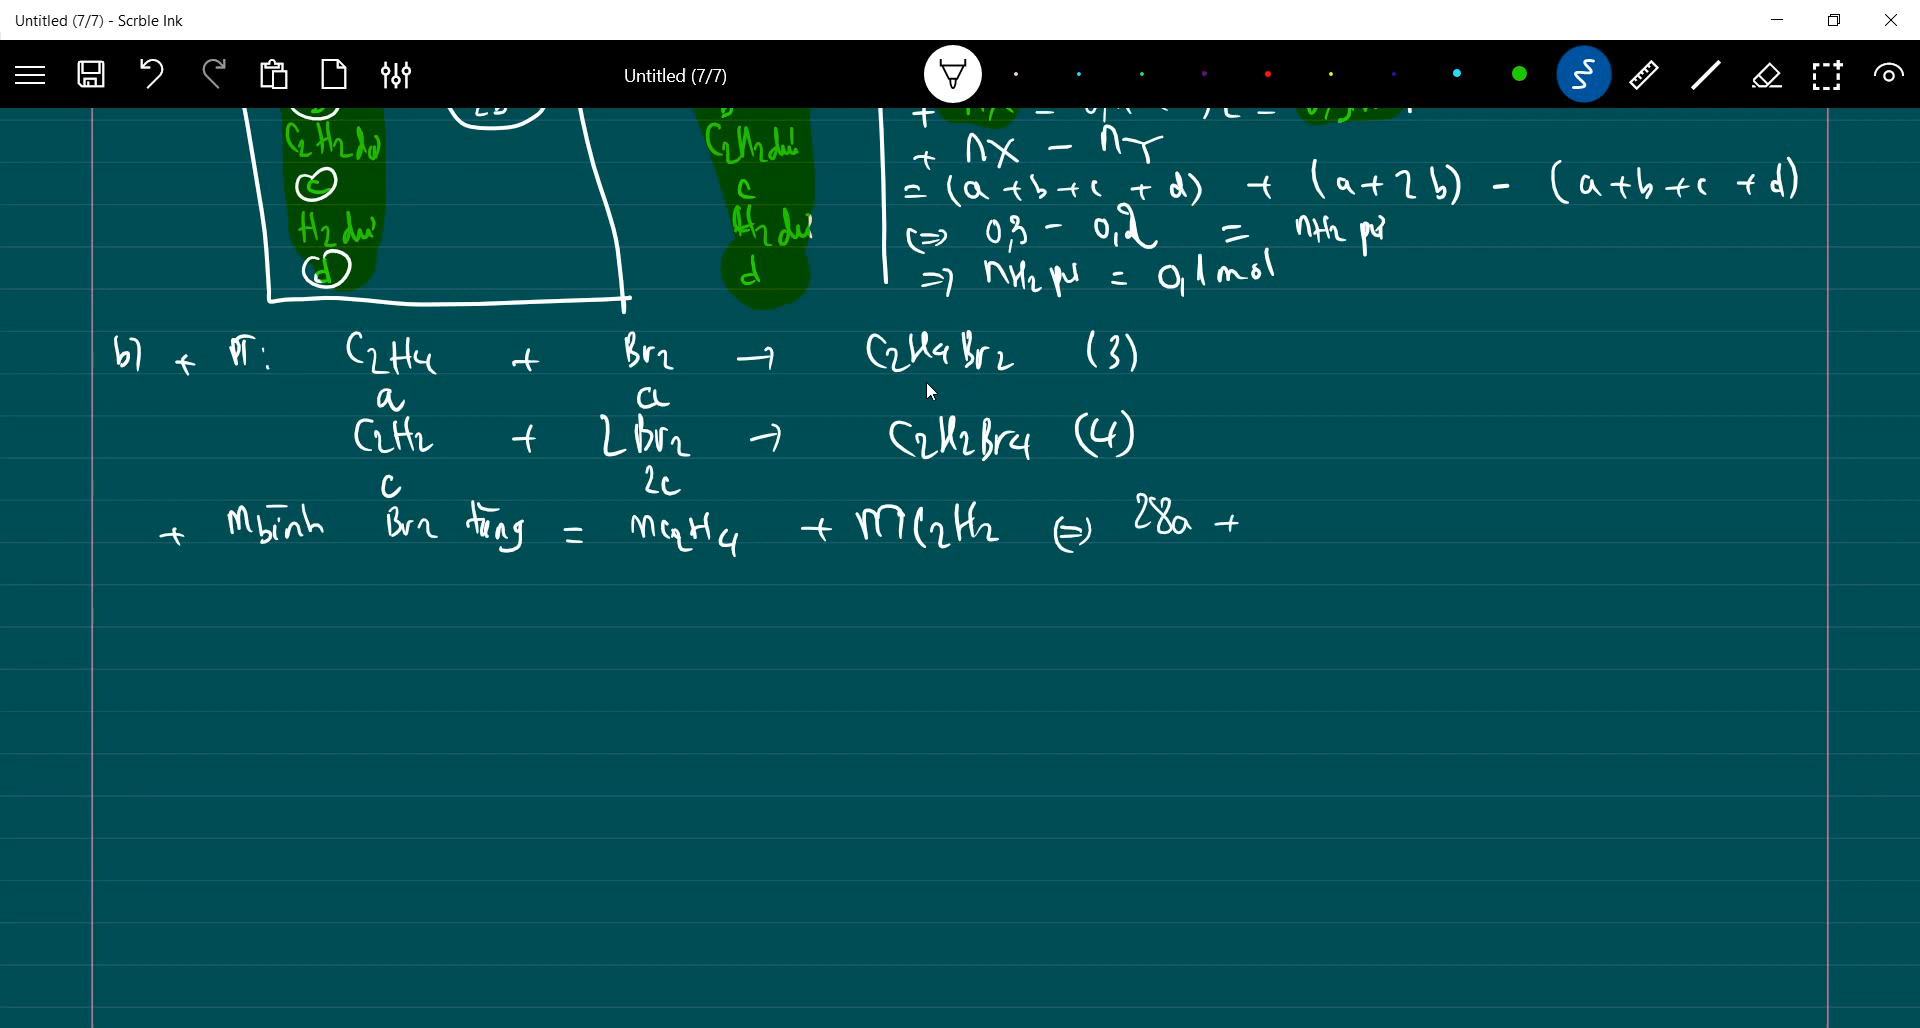 Untitled (7/7) - Scrble Ink
Untitled (7/7)
C2H2 dư
c
H2 dư
d
2b
C2H2 dư
c
H2 dư
d
+ nX - nY
= (a + b + c + d) + (a + 2b) - (a + b + c + d)
<=> 0,3 - 0,2 = nH2 pư
=> nH2 pư = 0,1 mol
b) + PT: C2H4 + Br2 → C2H4Br2 (3)
a a
C2H2 + 2Br2 → C2H2Br4 (4)
c 2c
+ m bình Br2 tăng = mC2H4 + mC2H2 <=> 28a +